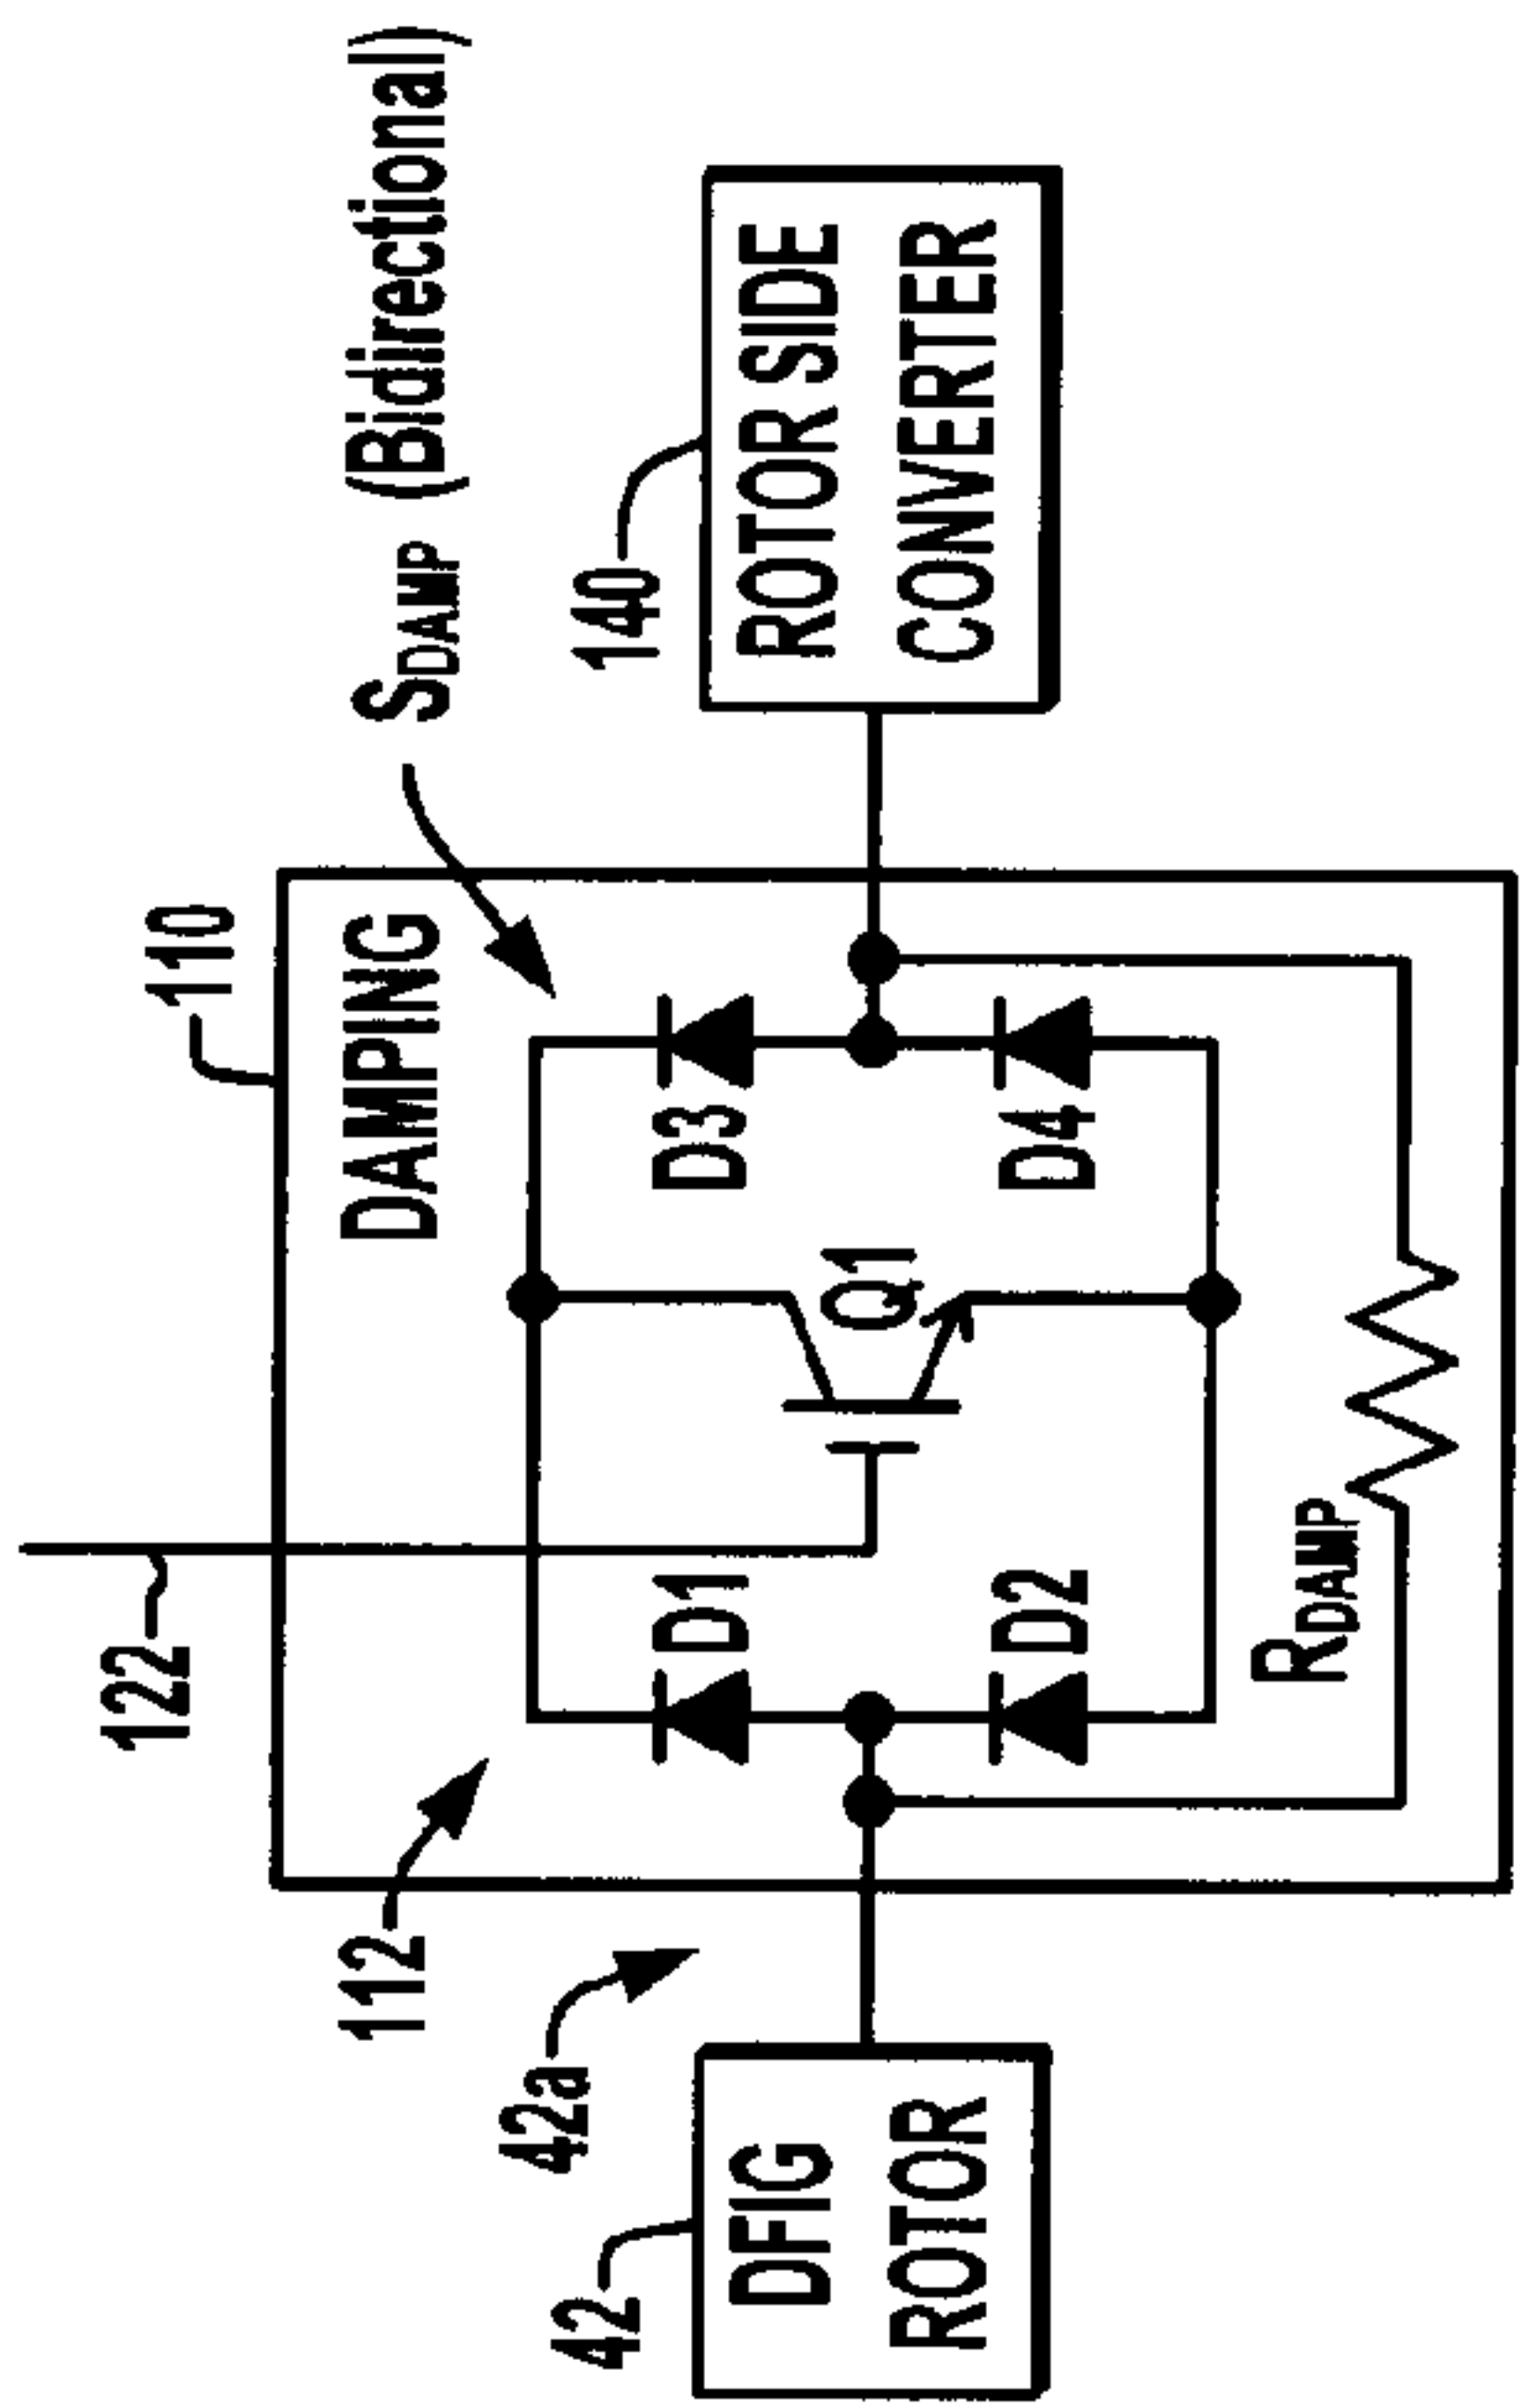 122
110
DAMPING
SDAMP (Bidirectional)
112
42a
42
DFIG
ROTOR
D1
D2
Q1
D3
D4
RDAMP
140
ROTOR SIDE
CONVERTER